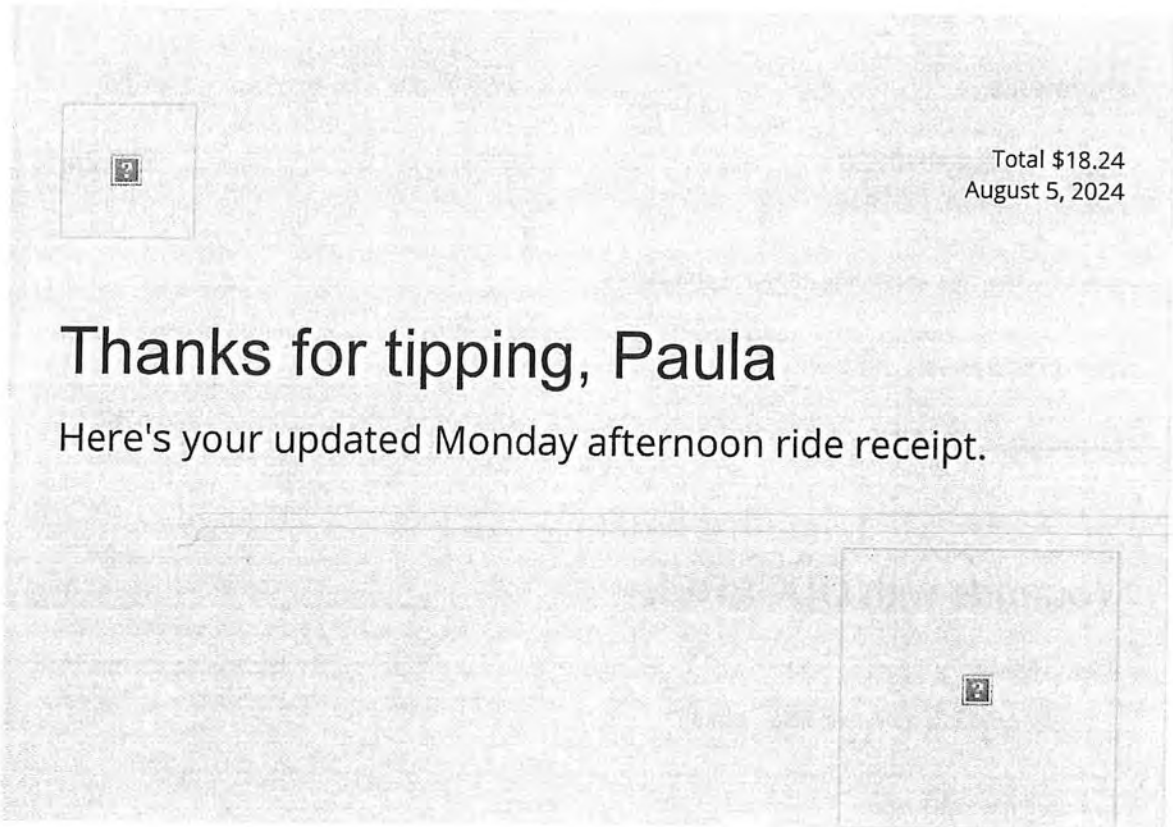 Total $18.24
August 5, 2024
Thanks for tipping, Paula
Here's your updated Monday afternoon ride receipt.